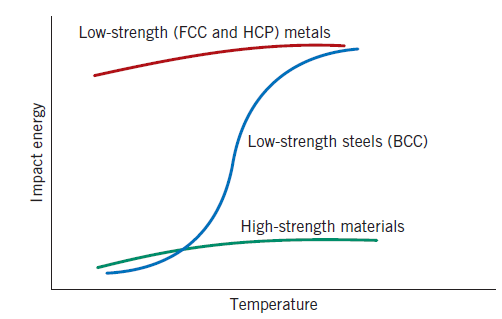 Low-strength (FCC and HCP) metals
Impact energy
Low-strength steels (BCC)
High-strength materials
Temperature